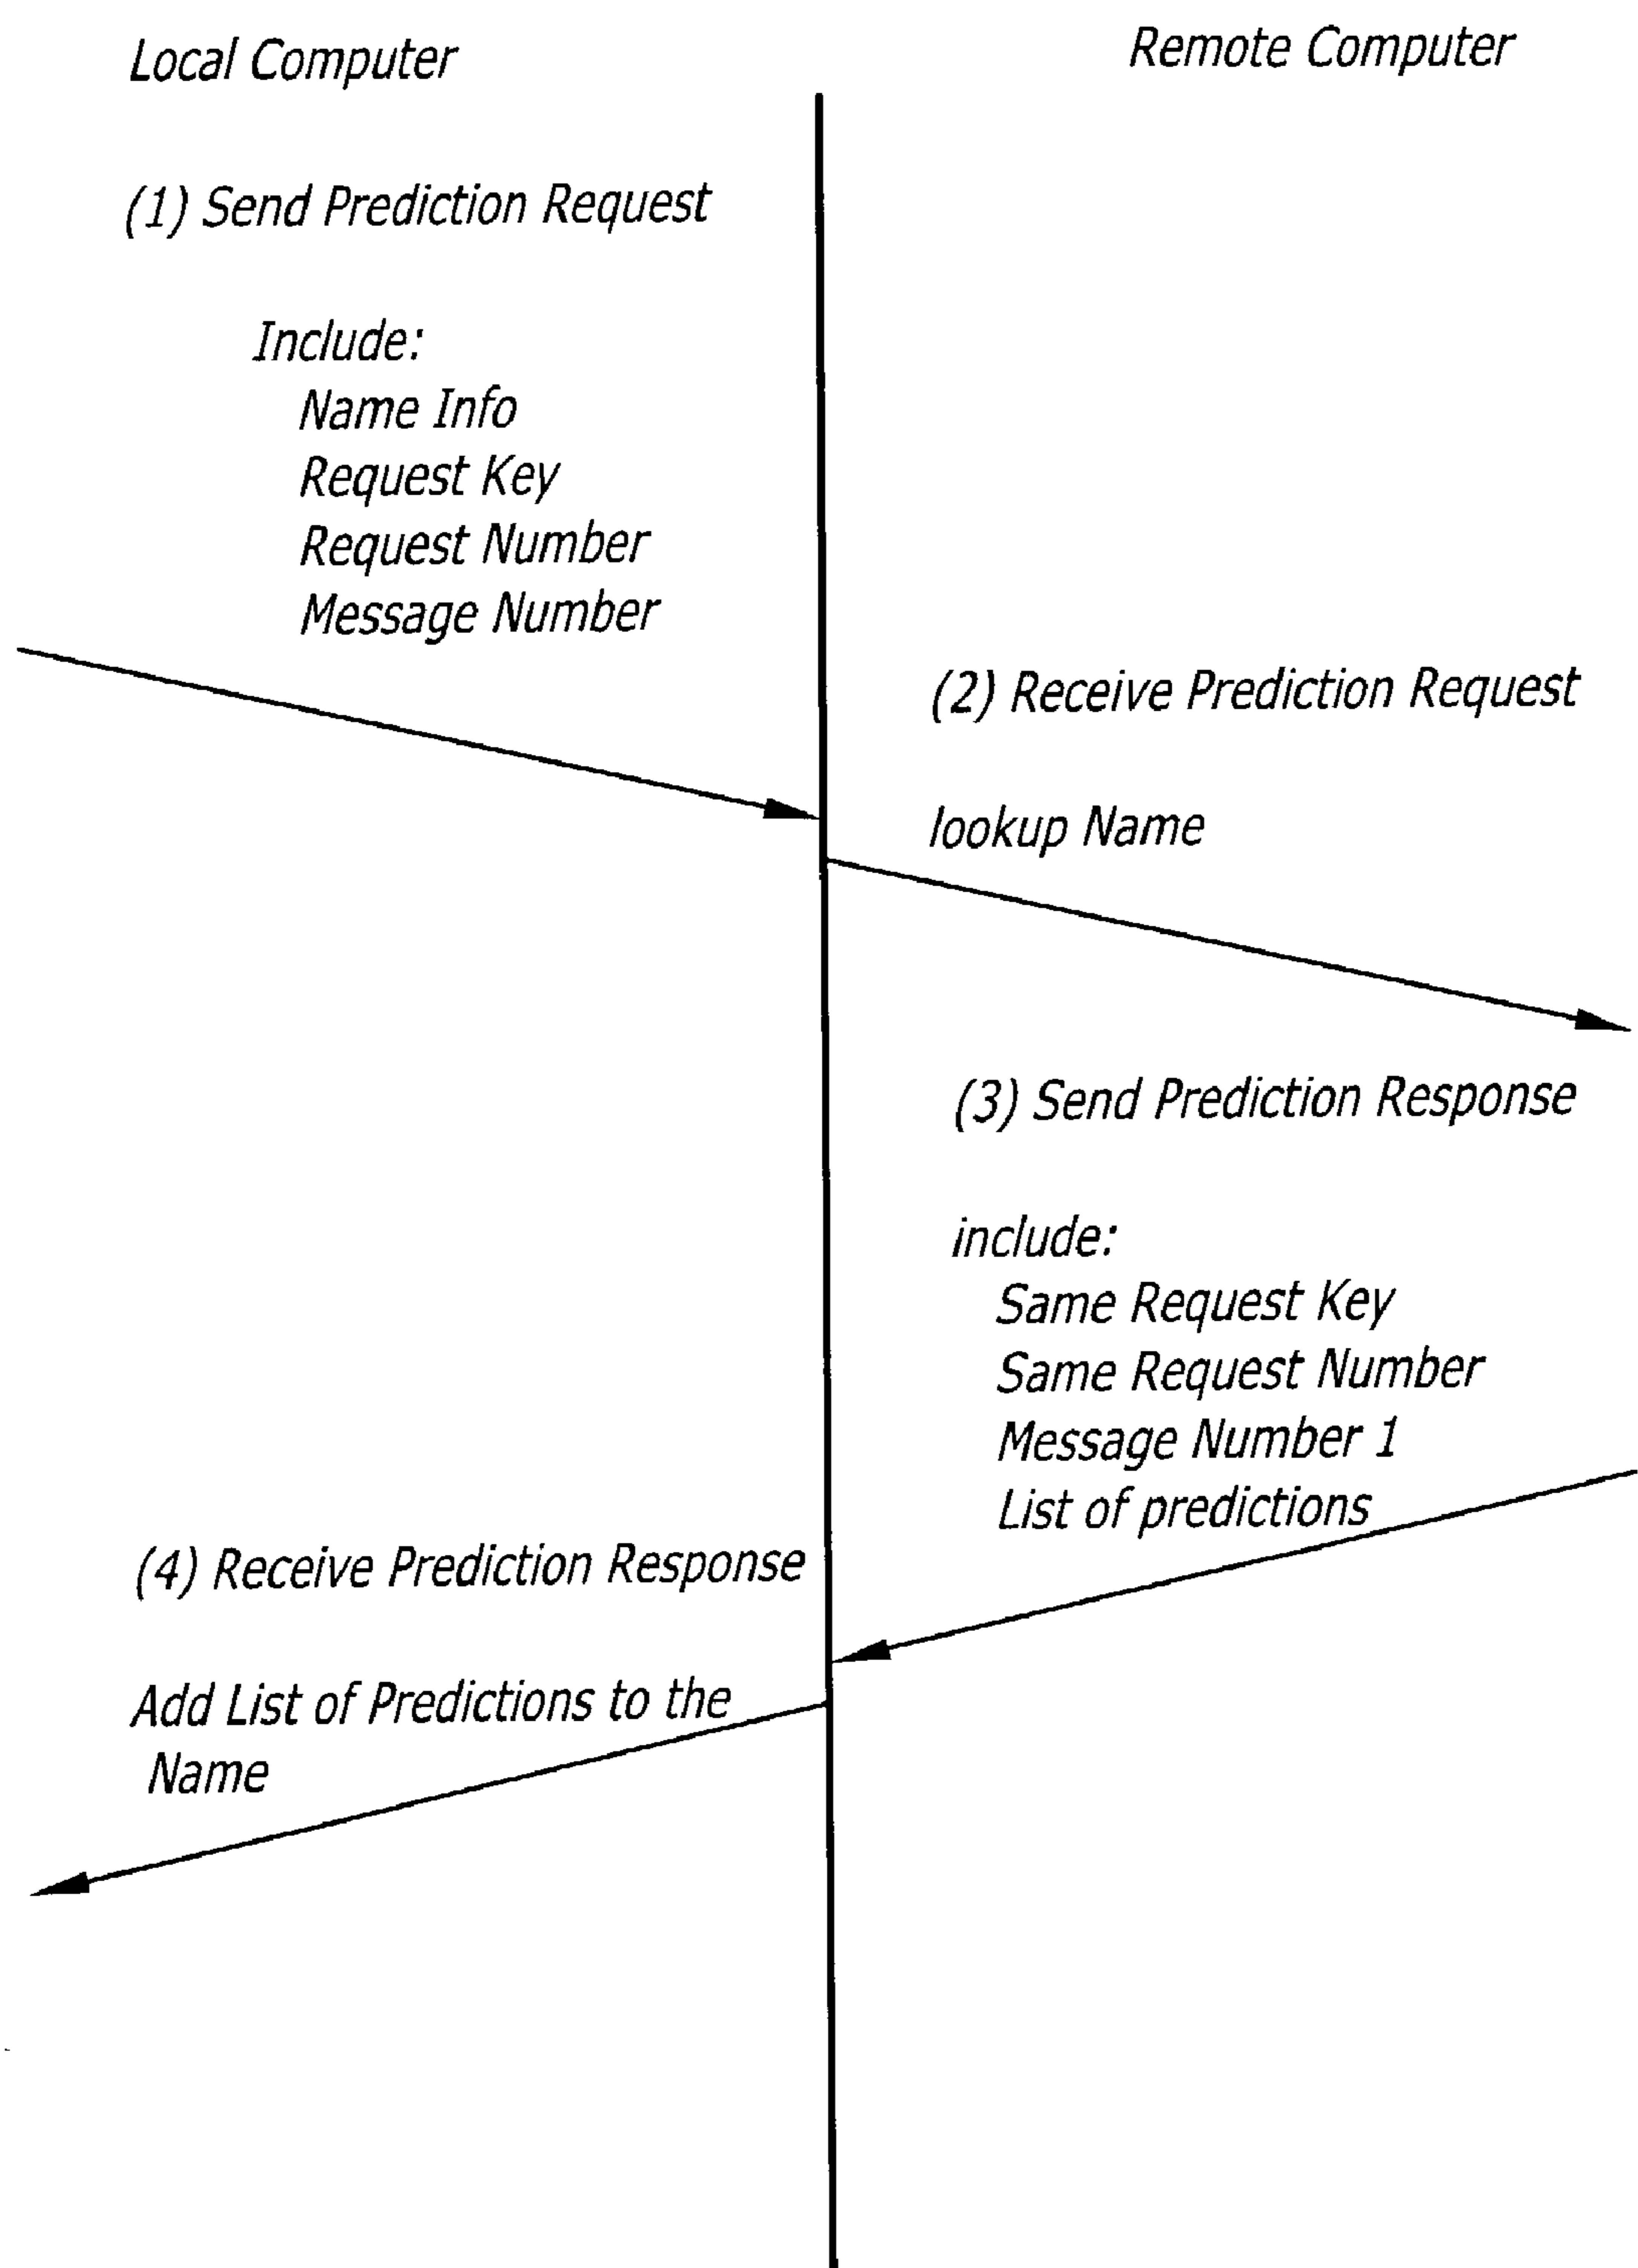 Local Computer
Remote Computer
(1) Send Prediction Request
Include:
Name Info
Request Key
Request Number
Message Number
(2) Receive Prediction Request
lookup Name
(3) Send Prediction Response
include:
Same Request Key
Same Request Number
Message Number 1
List of predictions
(4) Receive Prediction Response
Add List of Predictions to the
Name